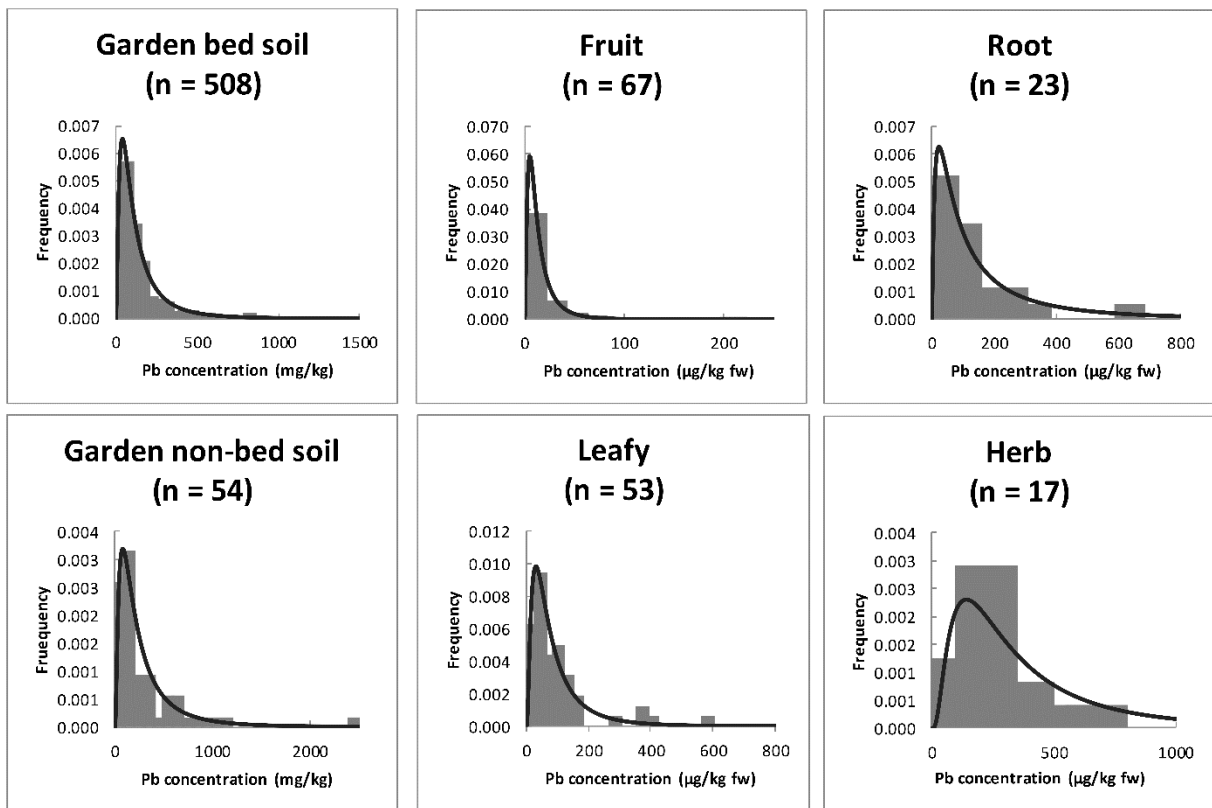 Garden bed soil
(n = 508)
0.007
0.006
0.005
0.004
0.003
0.002
0.001
0.000
Frequency
0
500
1000
1500
Pb concentration (mg/kg)
Fruit
(n = 67)
0.070
0.060
0.050
0.040
0.030
0.020
0.010
0.000
Frequency
0
100
200
Pb concentration (µg/kg fw)
Root
(n = 23)
0.007
0.006
0.005
0.004
0.003
0.002
0.001
0.000
Frequency
0
200
400
600
800
Pb concentration (µg/kg fw)
Garden non-bed soil
(n = 54)
0.004
0.003
0.003
0.002
0.002
0.001
0.001
0.000
Fruequency
0
1000
2000
Pb concentration (mg/kg)
Leafy
(n = 53)
0.012
0.010
0.008
0.006
0.004
0.002
0.000
Frequency
0
200
400
600
800
Pb concentration (µg/kg fw)
Herb
(n = 17)
0.004
0.003
0.003
0.002
0.002
0.001
0.001
0.000
Frequency
0
500
1000
Pb concentration (µg/kg fw)